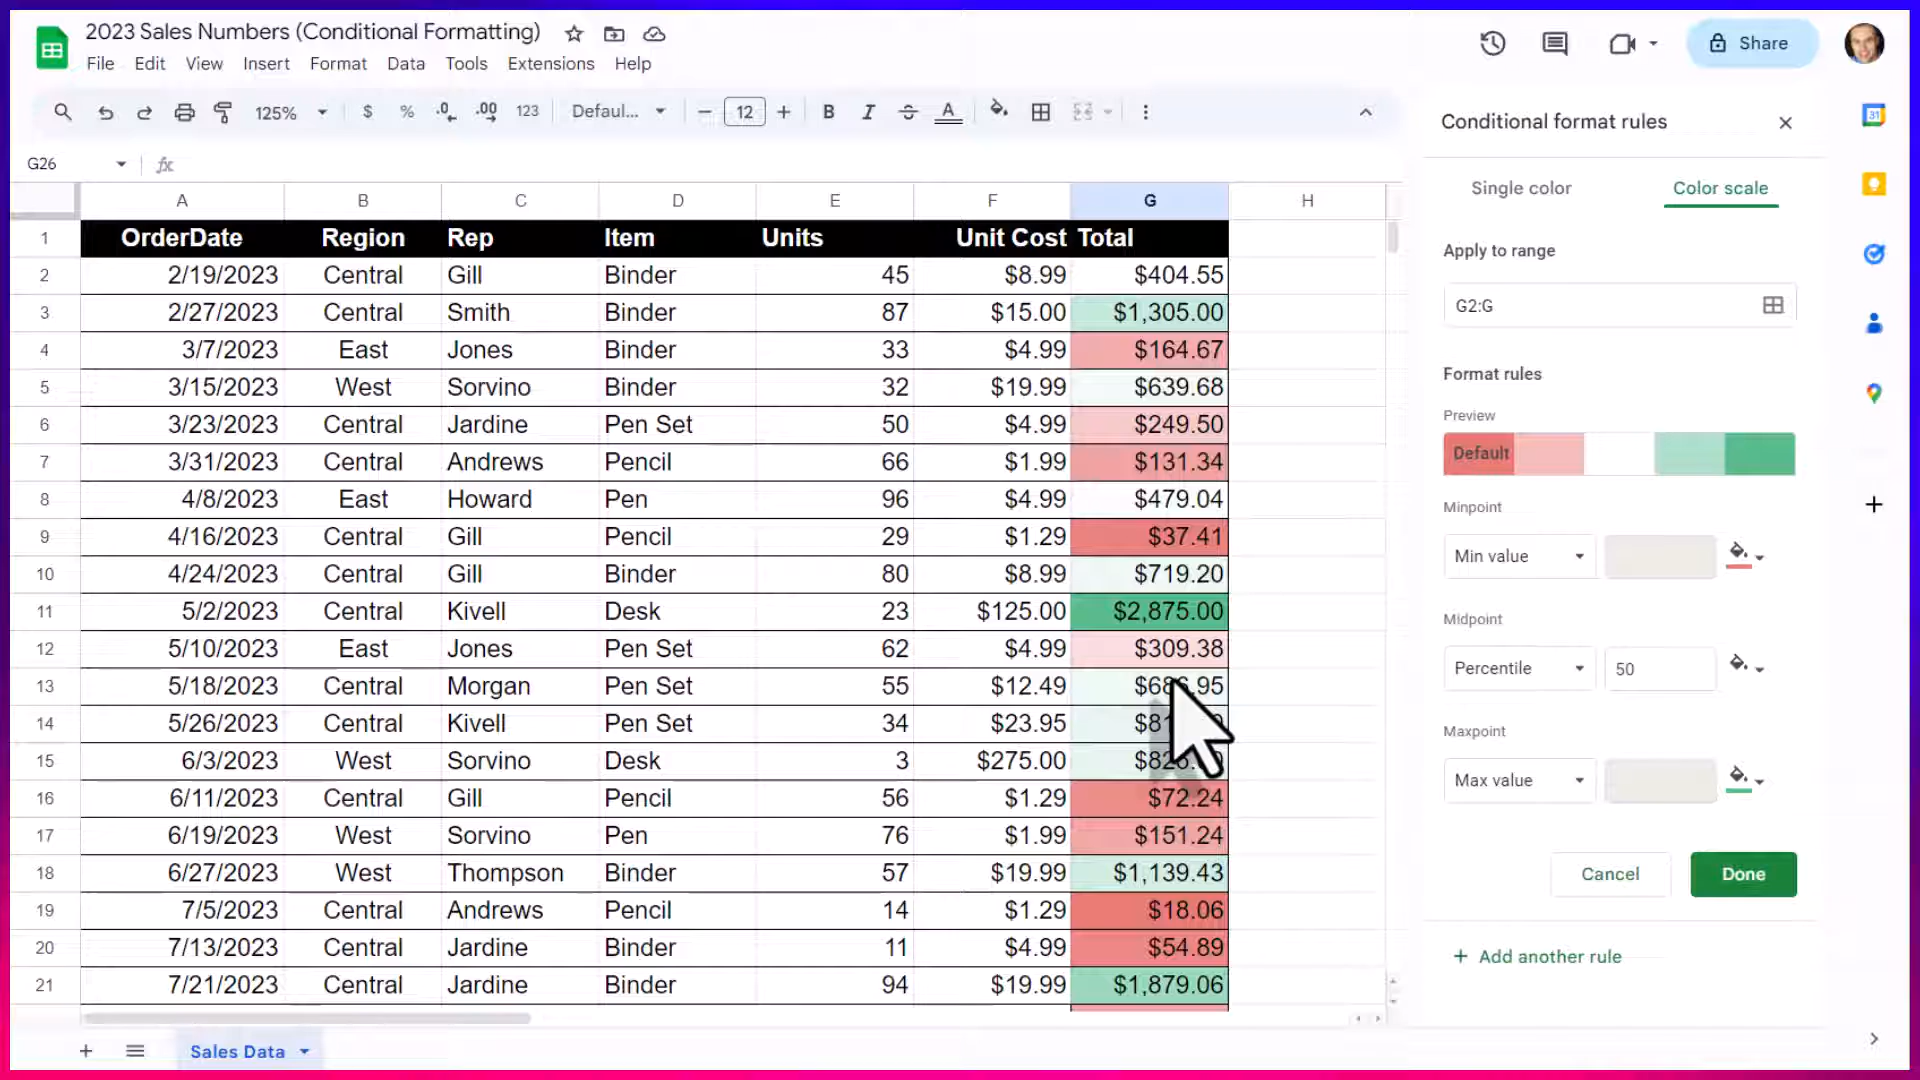 2023 Sales Numbers (Conditional Formatting)
File Edit View Insert Format Data Tools Extensions Help
Share
125% $ % .0 .00 123 Defaul... 12 B I S A
G26 fx
A B C D E F G H
1 OrderDate Region Rep Item Units Unit Cost Total
2 2/19/2023 Central Gill Binder 45 $8.99 $404.55
3 2/27/2023 Central Smith Binder 87 $15.00 $1,305.00
4 3/7/2023 East Jones Binder 33 $4.99 $164.67
5 3/15/2023 West Sorvino Binder 32 $19.99 $639.68
6 3/23/2023 Central Jardine Pen Set 50 $4.99 $249.50
7 3/31/2023 Central Andrews Pencil 66 $1.99 $131.34
8 4/8/2023 East Howard Pen 96 $4.99 $479.04
9 4/16/2023 Central Gill Pencil 29 $1.29 $37.41
10 4/24/2023 Central Gill Binder 80 $8.99 $719.20
11 5/2/2023 Central Kivell Desk 23 $125.00 $2,875.00
12 5/10/2023 East Jones Pen Set 62 $4.99 $309.38
13 5/18/2023 Central Morgan Pen Set 55 $12.49
14 5/26/2023 Central Kivell Pen Set 34 $23.95
15 6/3/2023 West Sorvino Desk 3 $275.00
16 6/11/2023 Central Gill Pencil 56 $1.29 $72.24
17 6/19/2023 West Sorvino Pen 76 $1.99 $151.24
18 6/27/2023 West Thompson Binder 57 $19.99 $1,139.43
19 7/5/2023 Central Andrews Pencil 14 $1.29 $18.06
20 7/13/2023 Central Jardine Binder 11 $4.99 $54.89
21 7/21/2023 Central Jardine Binder 94 $19.99 $1,879.06
Sales Data
Conditional format rules
Single color Color scale
Apply to range
G2:G
Format rules
Preview
Default
Minpoint
Min value
Midpoint
Percentile 50
Maxpoint
Max value
Cancel Done
+ Add another rule
31